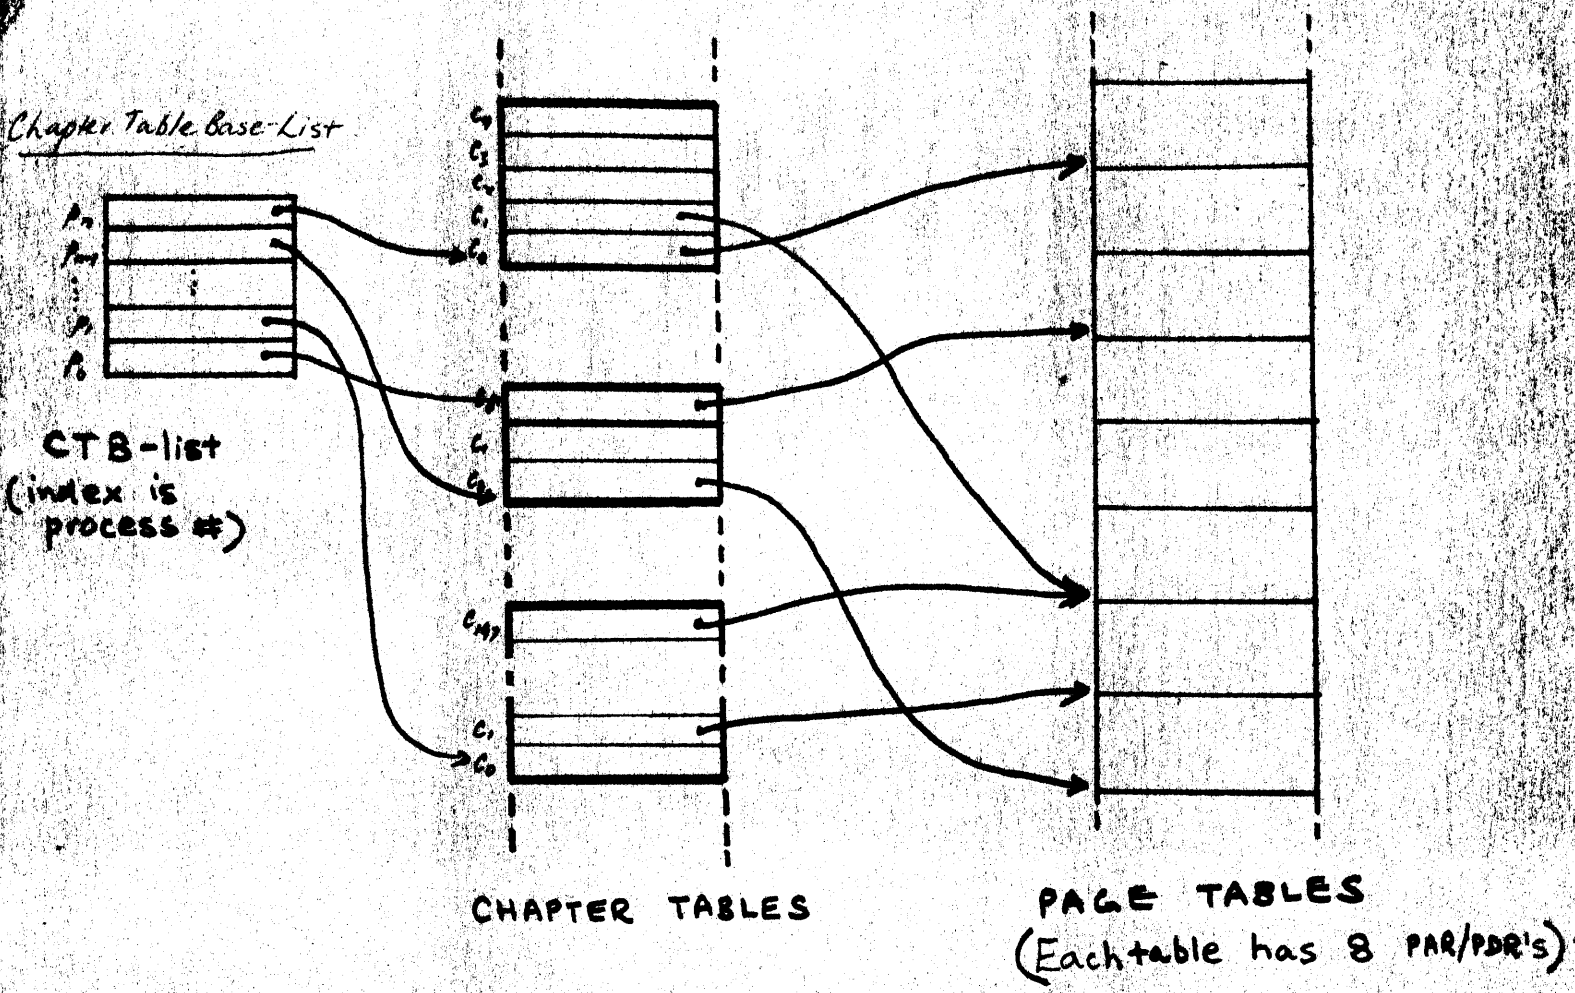 Chapter Table Base-List
Pn
Pn-1
P1
P0
CTB-list
(index is
process #)
C4
C3
C2
C1
C0
C1
C1
C0
CHAPTER TABLES
PAGE TABLES
(Each table has 8 PAR/PDR's)